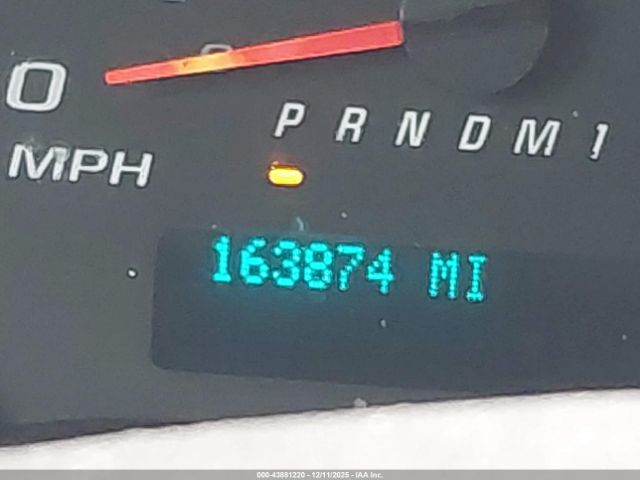 0
P R N D M 1
MPH
163874 MI
000-43881220 - 12/11/2025 - IAA Inc.